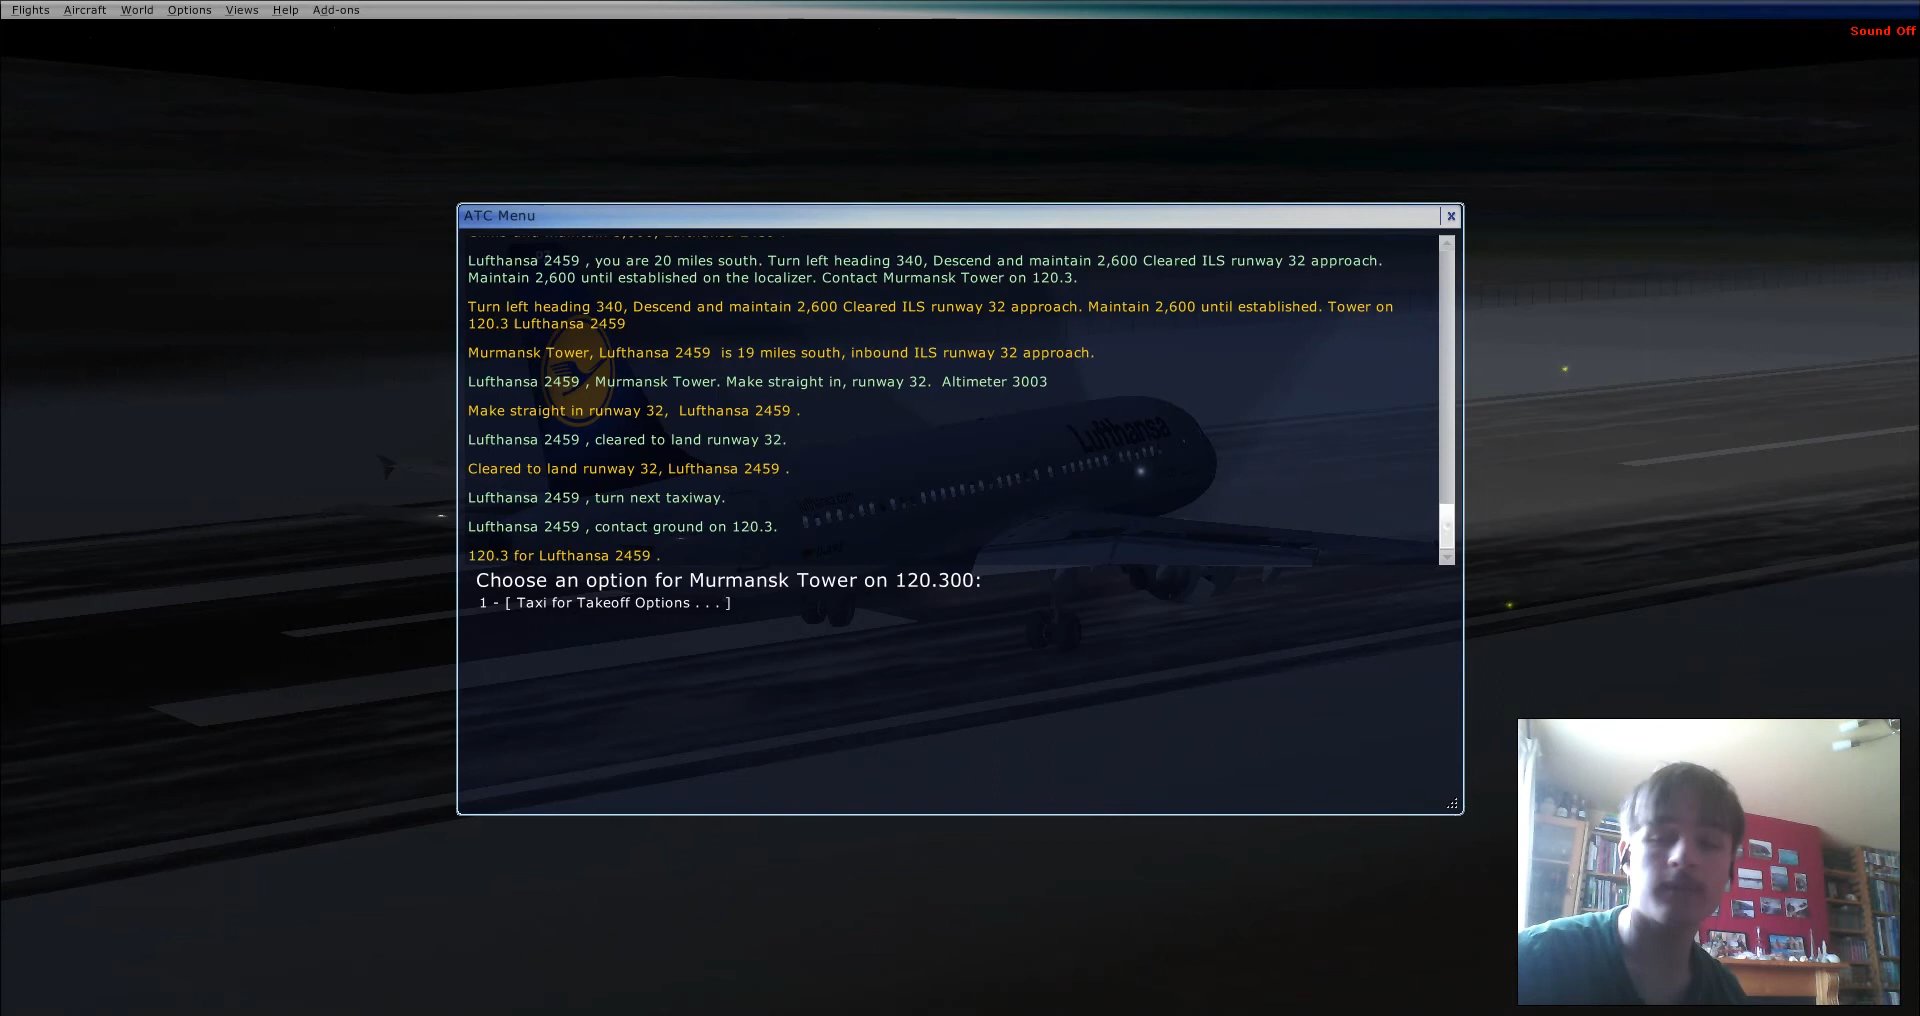 Flights Aircraft World Options Views Help Add-ons
Sound Off
ATC Menu
x
Lufthansa 2459 , you are 20 miles south. Turn left heading 340, Descend and maintain 2,600 Cleared ILS runway 32 approach.
Maintain 2,600 until established on the localizer. Contact Murmansk Tower on 120.3.
Turn left heading 340, Descend and maintain 2,600 Cleared ILS runway 32 approach. Maintain 2,600 until established. Tower on
120.3 Lufthansa 2459
Murmansk Tower, Lufthansa 2459 is 19 miles south, inbound ILS runway 32 approach.
Lufthansa 2459 , Murmansk Tower. Make straight in, runway 32. Altimeter 3003
Make straight in runway 32, Lufthansa 2459 .
Lufthansa 2459 , cleared to land runway 32.
Cleared to land runway 32, Lufthansa 2459 .
Lufthansa 2459 , turn next taxiway.
Lufthansa 2459 , contact ground on 120.3.
120.3 for Lufthansa 2459 .
Choose an option for Murmansk Tower on 120.300:
1 - [ Taxi for Takeoff Options . . . ]
Lufthansa